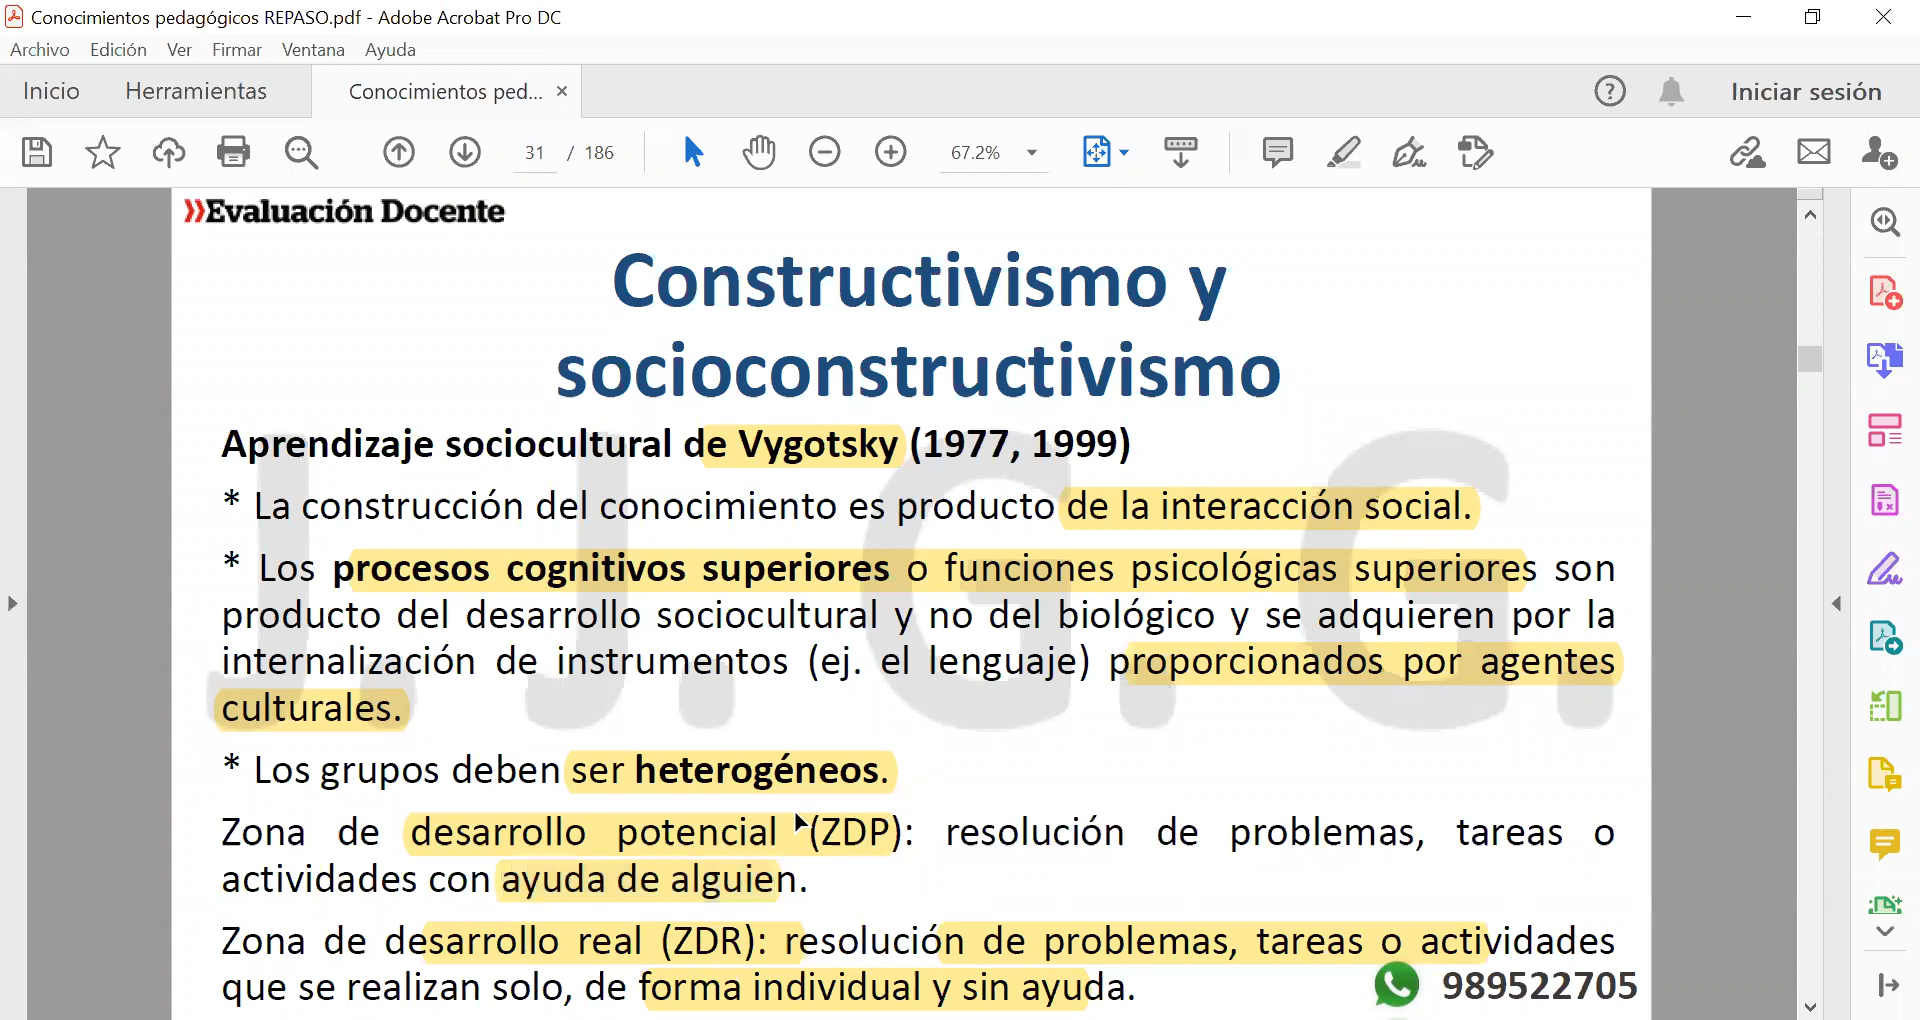 Conocimientos pedagógicos REPASO.pdf - Adobe Acrobat Pro DC
Archivo Edición Ver Firmar Ventana Ayuda
Inicio Herramientas Conocimientos ped... × Iniciar sesión
31 / 186 67.2%
»Evaluación Docente
Constructivismo y
socioconstructivismo
Aprendizaje sociocultural de Vygotsky (1977, 1999)
* La construcción del conocimiento es producto de la interacción social.
* Los procesos cognitivos superiores o funciones psicológicas superiores son
producto del desarrollo sociocultural y no del biológico y se adquieren por la
internalización de instrumentos (ej. el lenguaje) proporcionados por agentes
culturales.
* Los grupos deben ser heterogéneos.
Zona de desarrollo potencial (ZDP): resolución de problemas, tareas o
actividades con ayuda de alguien.
Zona de desarrollo real (ZDR): resolución de problemas, tareas o actividades
que se realizan solo, de forma individual y sin ayuda.
989522705
J. J. G. G.